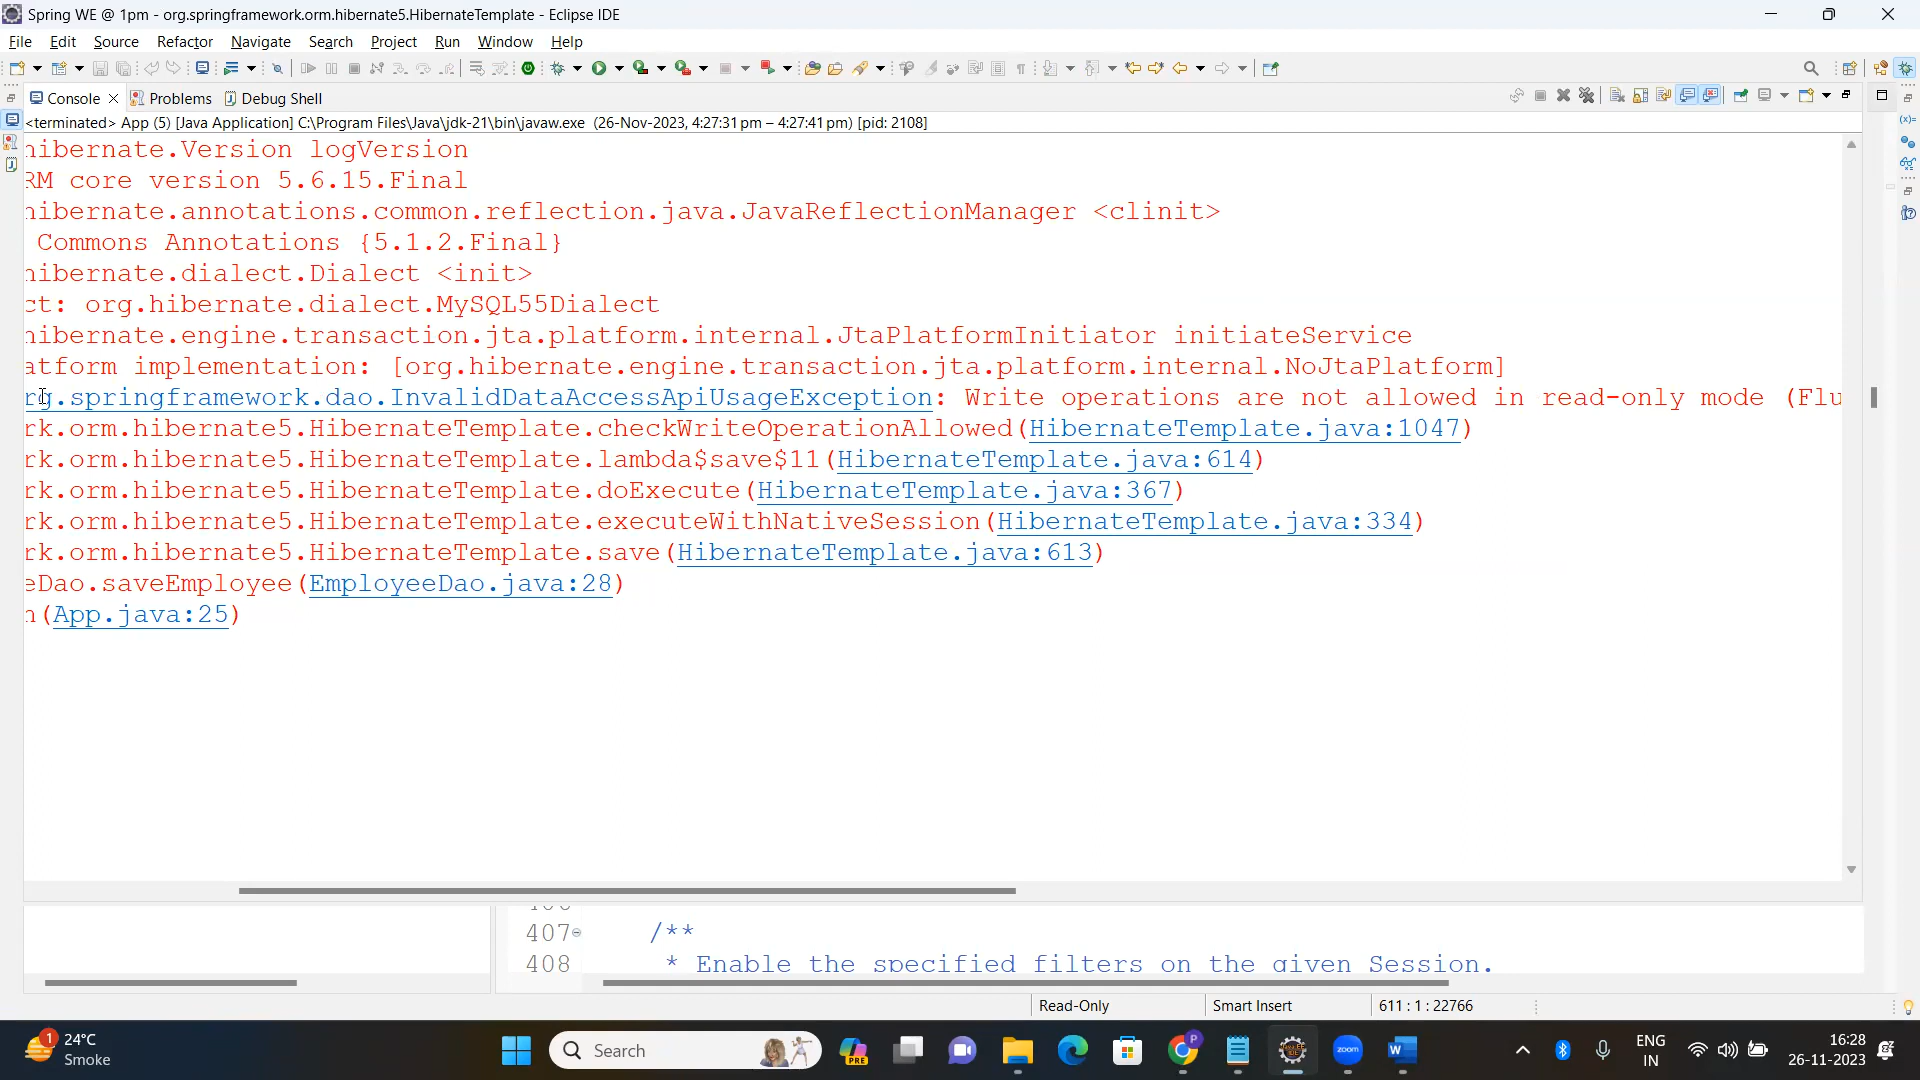 Spring WE @ 1pm - org.springframework.orm.hibernate5.HibernateTemplate - Eclipse IDE
File Edit Source Refactor Navigate Search Project Run Window Help
Console Problems Debug Shell
<terminated> App (5) [Java Application] C:\Program Files\Java\jdk-21\bin\javaw.exe (26-Nov-2023, 4:27:31 pm – 4:27:41 pm) [pid: 2108]
hibernate.Version logVersion
RM core version 5.6.15.Final
hibernate.annotations.common.reflection.java.JavaReflectionManager <clinit>
Commons Annotations {5.1.2.Final}
hibernate.dialect.Dialect <init>
ct: org.hibernate.dialect.MySQL55Dialect
hibernate.engine.transaction.jta.platform.internal.JtaPlatformInitiator initiateService
atform implementation: [org.hibernate.engine.transaction.jta.platform.internal.NoJtaPlatform]
rg.springframework.dao.InvalidDataAccessApiUsageException: Write operations are not allowed in read-only mode (Flu
rk.orm.hibernate5.HibernateTemplate.checkWriteOperationAllowed(HibernateTemplate.java:1047)
rk.orm.hibernate5.HibernateTemplate.lambda$save$11(HibernateTemplate.java:614)
rk.orm.hibernate5.HibernateTemplate.doExecute(HibernateTemplate.java:367)
rk.orm.hibernate5.HibernateTemplate.executeWithNativeSession(HibernateTemplate.java:334)
rk.orm.hibernate5.HibernateTemplate.save(HibernateTemplate.java:613)
eDao.saveEmployee(EmployeeDao.java:28)
n(App.java:25)
407 /**
408 * Enable the specified filters on the given Session.
Read-Only Smart Insert 611 : 1 : 22766
1 24°C
Smoke
Search
PRE
P
zoom
ENG
IN
16:28
26-11-2023